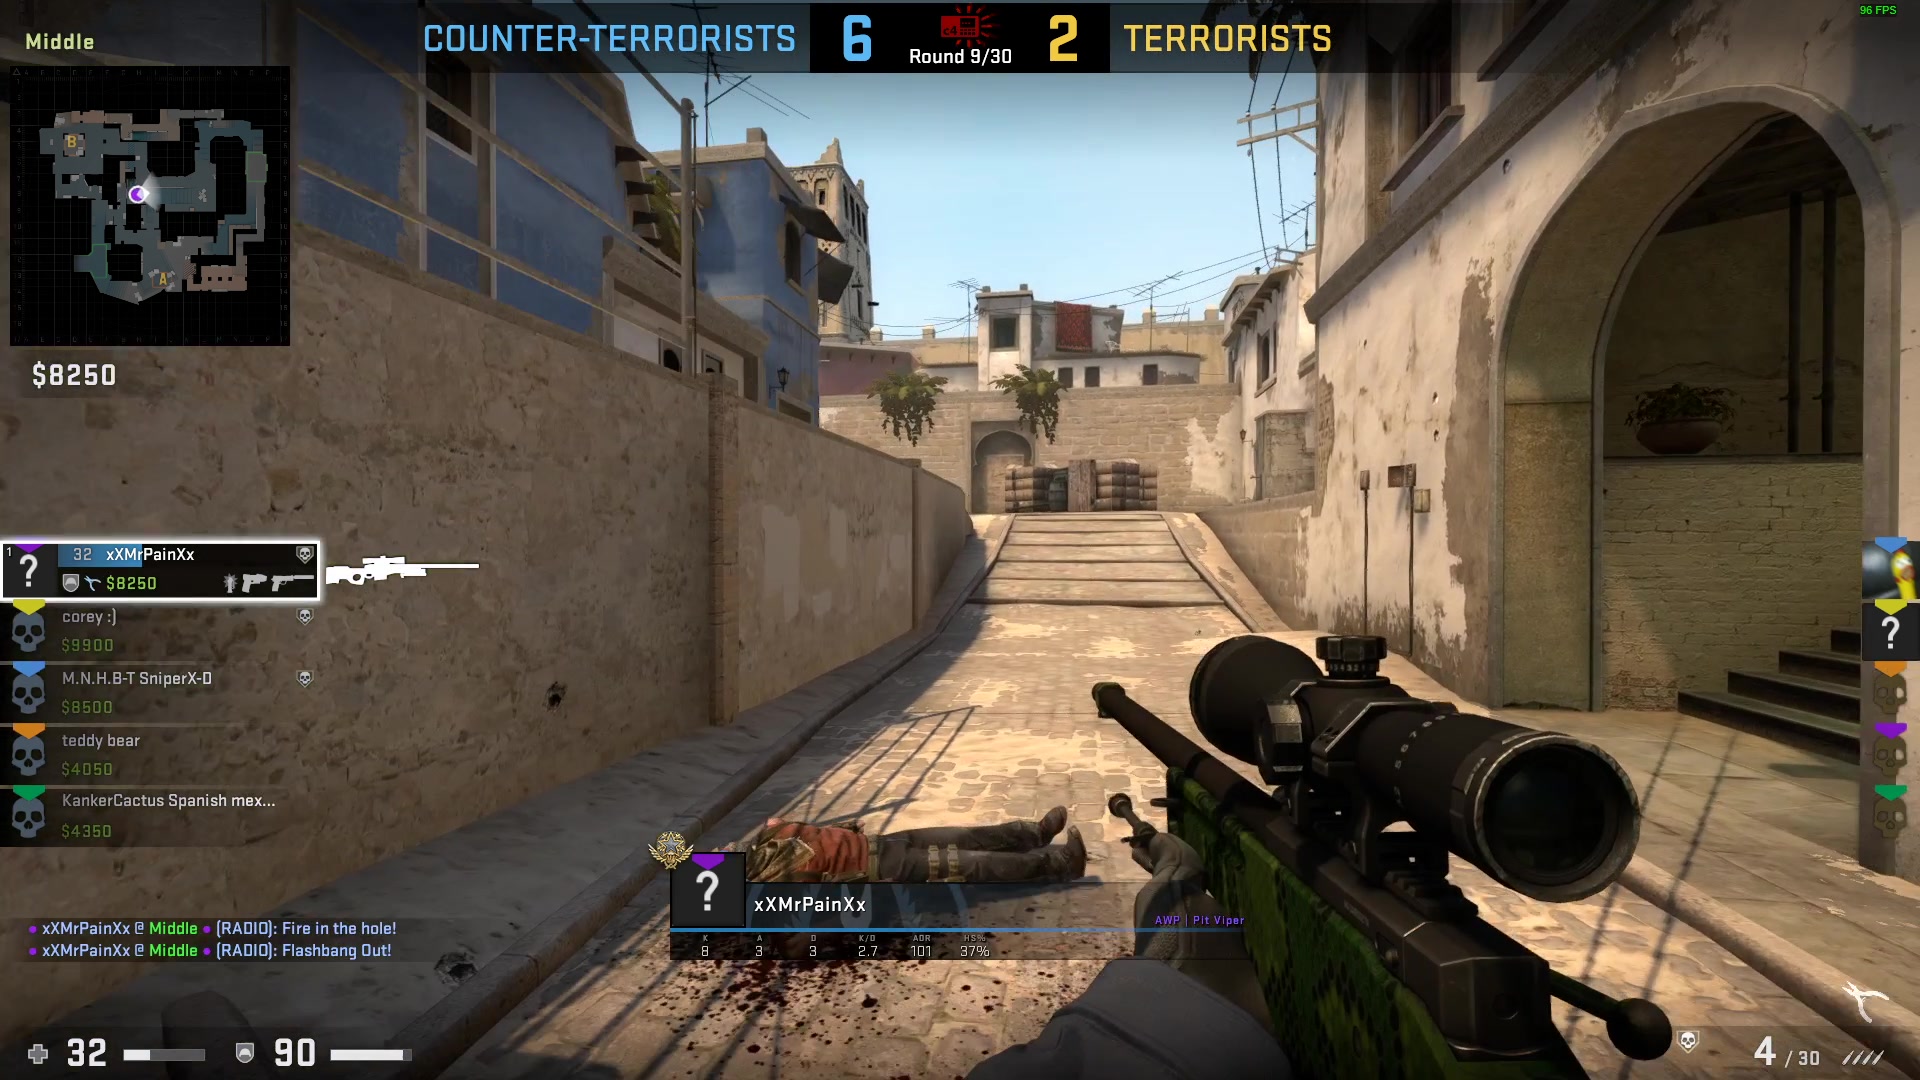 96 FPS
Middle
COUNTER-TERRORISTS 6 Round 9/30 2 TERRORISTS
B
A
$8250
1 ? 32 xXMrPainXx
$8250
corey :)
$9900
M.N.H.B-T SniperX-D
$8500
teddy bear
$4050
KankerCactus Spanish mex...
$4350
?
? xXMrPainXx
AWP | Pit Viper
K A D K/D ADR HS%
8 3 3 2.7 101 37%
• xXMrPainXx @ Middle • (RADIO): Fire in the hole!
• xXMrPainXx @ Middle • (RADIO): Flashbang Out!
32 90
4 / 30